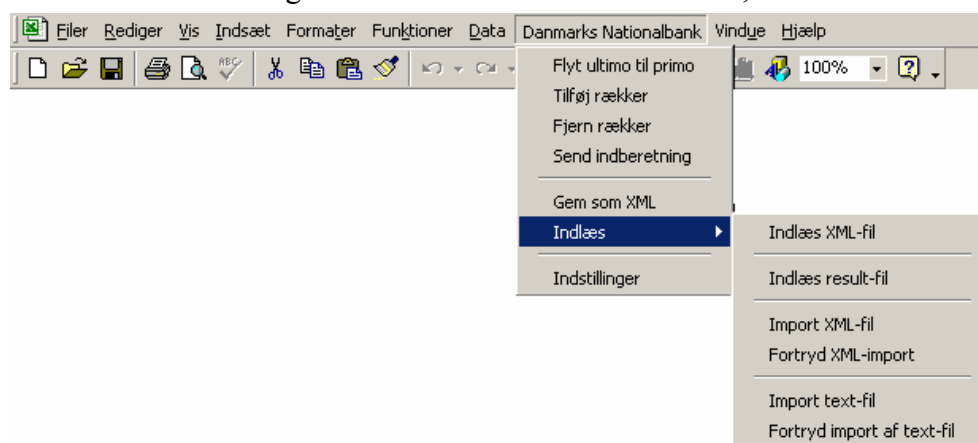 Filer Rediger Vis Indsæt Formater Funktioner Data Danmarks Nationalbank Vindue Hjælp
ABC 100%
Flyt ultimo til primo
Tilføj rækker
Fjern rækker
Send indberetning
Gem som XML
Indlæs
Indstillinger
Indlæs XML-fil
Indlæs result-fil
Import XML-fil
Fortryd XML-import
Import text-fil
Fortryd import af text-fil